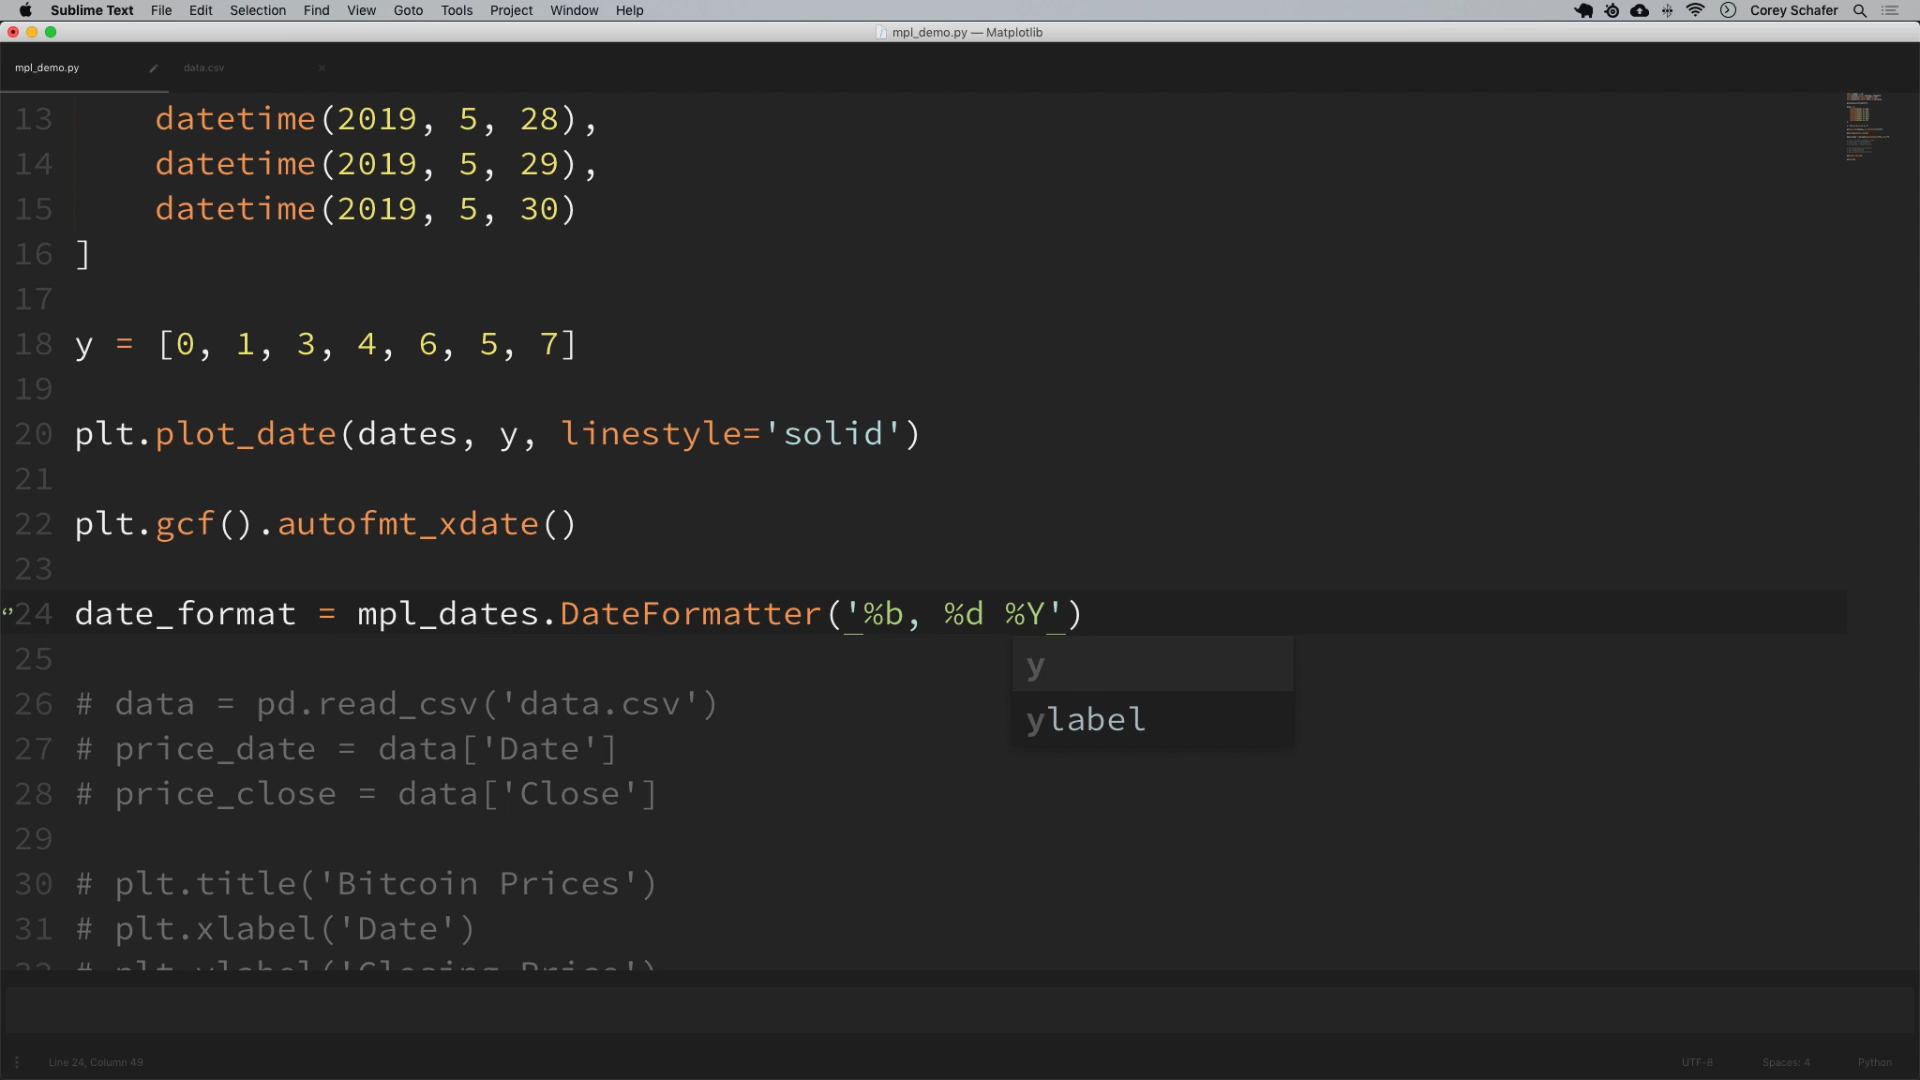 Sublime Text File Edit Selection Find View Goto Tools Project Window Help Corey Schafer
mpl_demo.py — Matplotlib
mpl_demo.py data.csv
13 datetime(2019, 5, 28),
14 datetime(2019, 5, 29),
15 datetime(2019, 5, 30)
16 ]
17
18 y = [0, 1, 3, 4, 6, 5, 7]
19
20 plt.plot_date(dates, y, linestyle='solid')
21
22 plt.gcf().autofmt_xdate()
23
24 date_format = mpl_dates.DateFormatter('%b, %d %Y')
y
25
ylabel
26 # data = pd.read_csv('data.csv')
27 # price_date = data['Date']
28 # price_close = data['Close']
29
30 # plt.title('Bitcoin Prices')
31 # plt.xlabel('Date')
32 # plt.ylabel('Closing Price')
Line 24, Column 49 UTF-8 Spaces: 4 Python